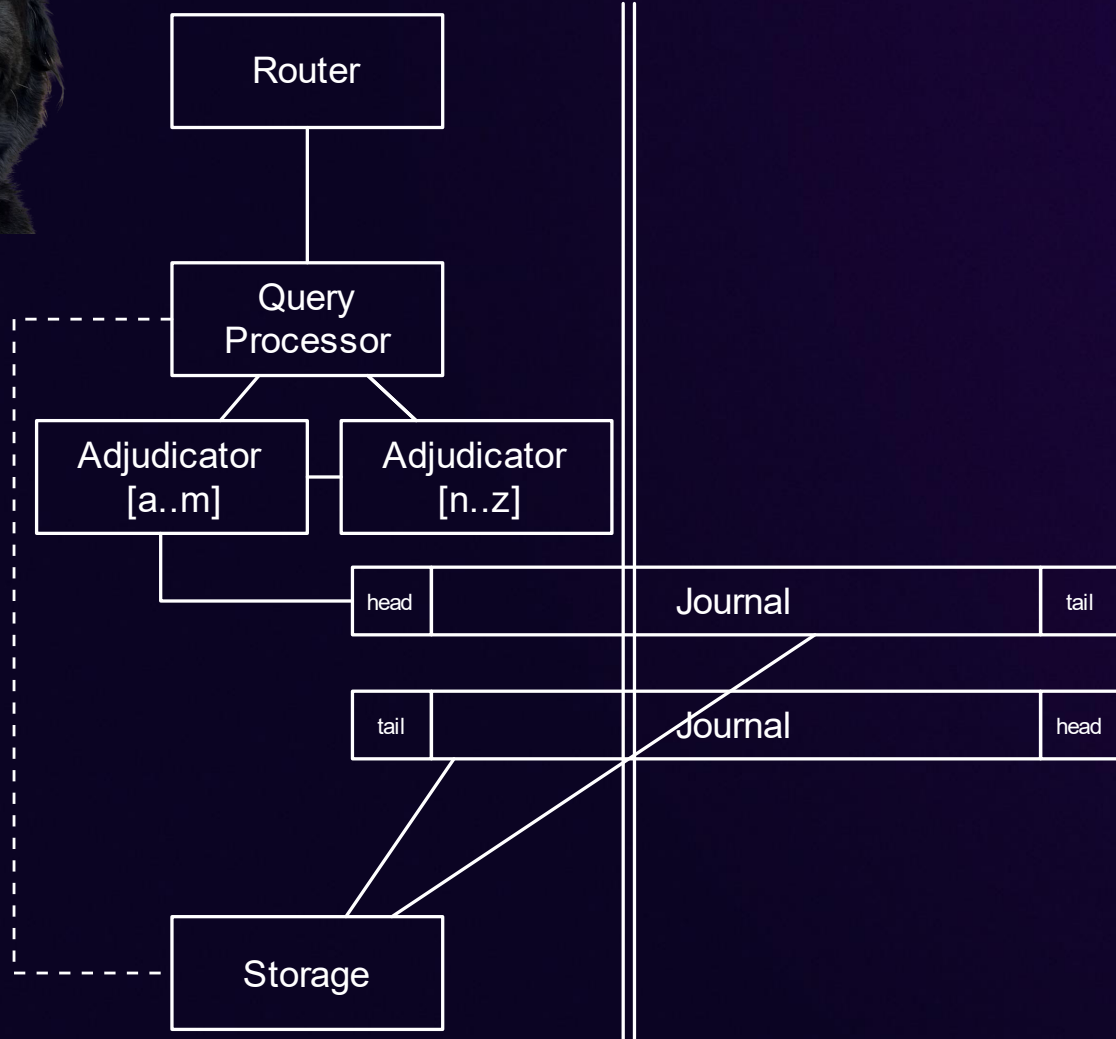 Router
Query
Processor
Adjudicator
[a..m]
Adjudicator
[n..z]
head
Journal
tail
tail
Journal
head
Storage